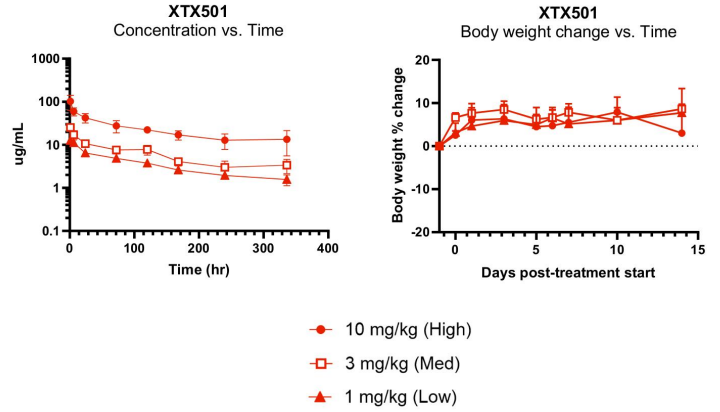 XTX501
Concentration vs. Time
1000
100
10
1
0.1
ug/mL
0 100 200 300 400
Time (hr)
XTX501
Body weight change vs. Time
20
10
0
-10
-20
Body weight % change
0 5 10 15
Days post-treatment start
10 mg/kg (High)
3 mg/kg (Med)
1 mg/kg (Low)